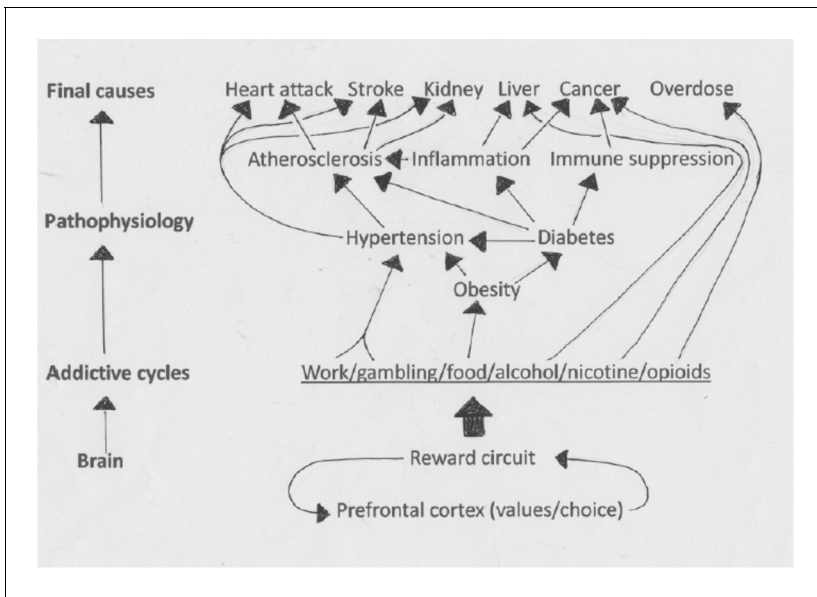 Final causes
Heart attack Stroke Kidney Liver Cancer Overdose
Atherosclerosis Inflammation Immune suppression
Pathophysiology
Hypertension Diabetes
Obesity
Addictive cycles
Work/gambling/food/alcohol/nicotine/opioids
Brain
Reward circuit
Prefrontal cortex (values/choice)